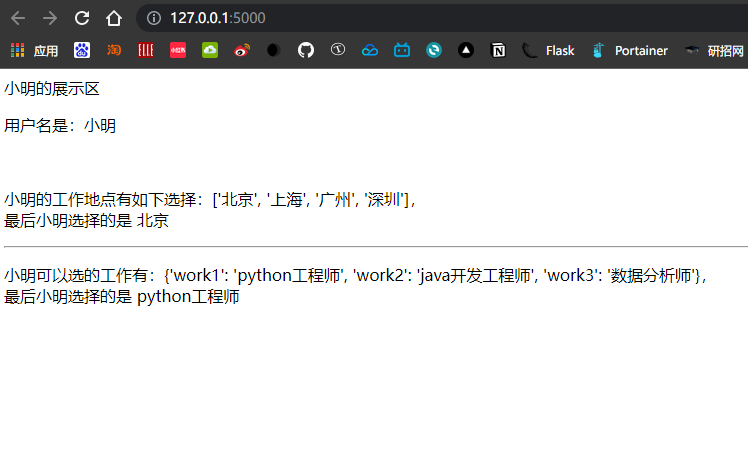 127.0.0.1:5000
应用 淘 小红书 Flask Portainer 研招网
小明的展示区
用户名是：小明
小明的工作地点有如下选择：['北京', '上海', '广州', '深圳']，
最后小明选择的是 北京
小明可以选的工作有：{'work1': 'python工程师', 'work2': 'java开发工程师', 'work3': '数据分析师'}，
最后小明选择的是 python工程师